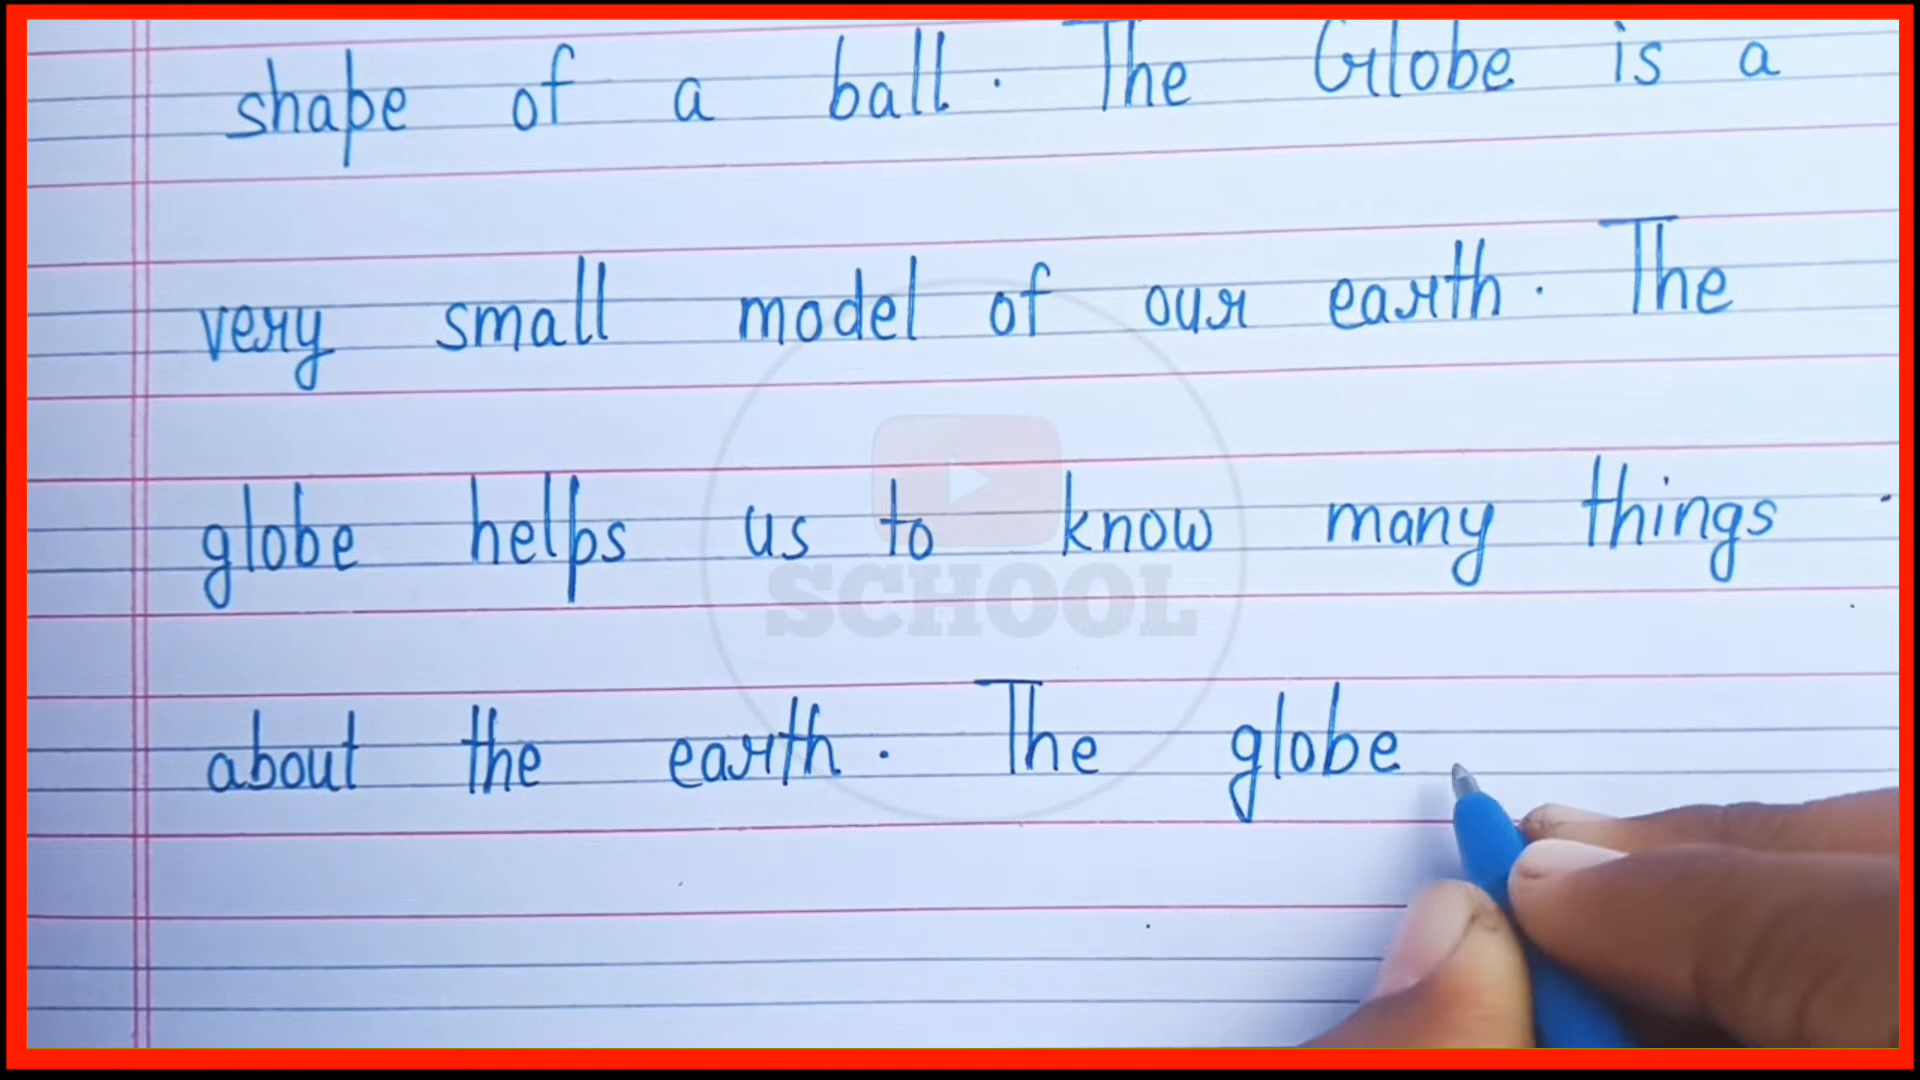 shape of a ball. The Globe is a
very small model of our earth. The
globe helps us to know many things
about the earth. The globe
SCHOOL